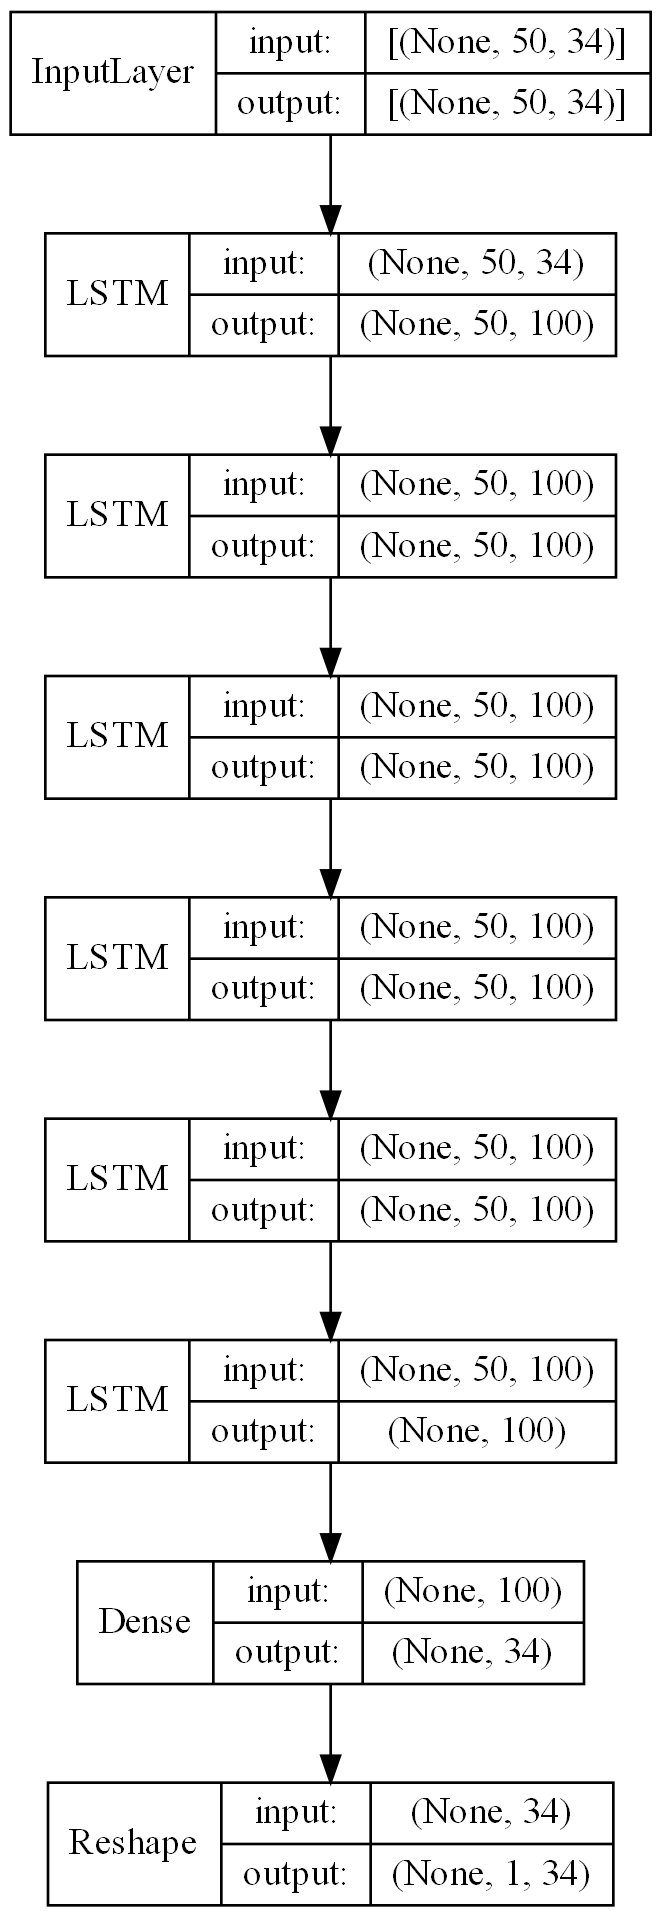 InputLayer
input:
[(None, 50, 34)]
output:
[(None, 50, 34)]
LSTM
input:
(None, 50, 34)
output:
(None, 50, 100)
LSTM
input:
(None, 50, 100)
output:
(None, 50, 100)
LSTM
input:
(None, 50, 100)
output:
(None, 50, 100)
LSTM
input:
(None, 50, 100)
output:
(None, 50, 100)
LSTM
input:
(None, 50, 100)
output:
(None, 50, 100)
LSTM
input:
(None, 50, 100)
output:
(None, 100)
Dense
input:
(None, 100)
output:
(None, 34)
Reshape
input:
(None, 34)
output:
(None, 1, 34)